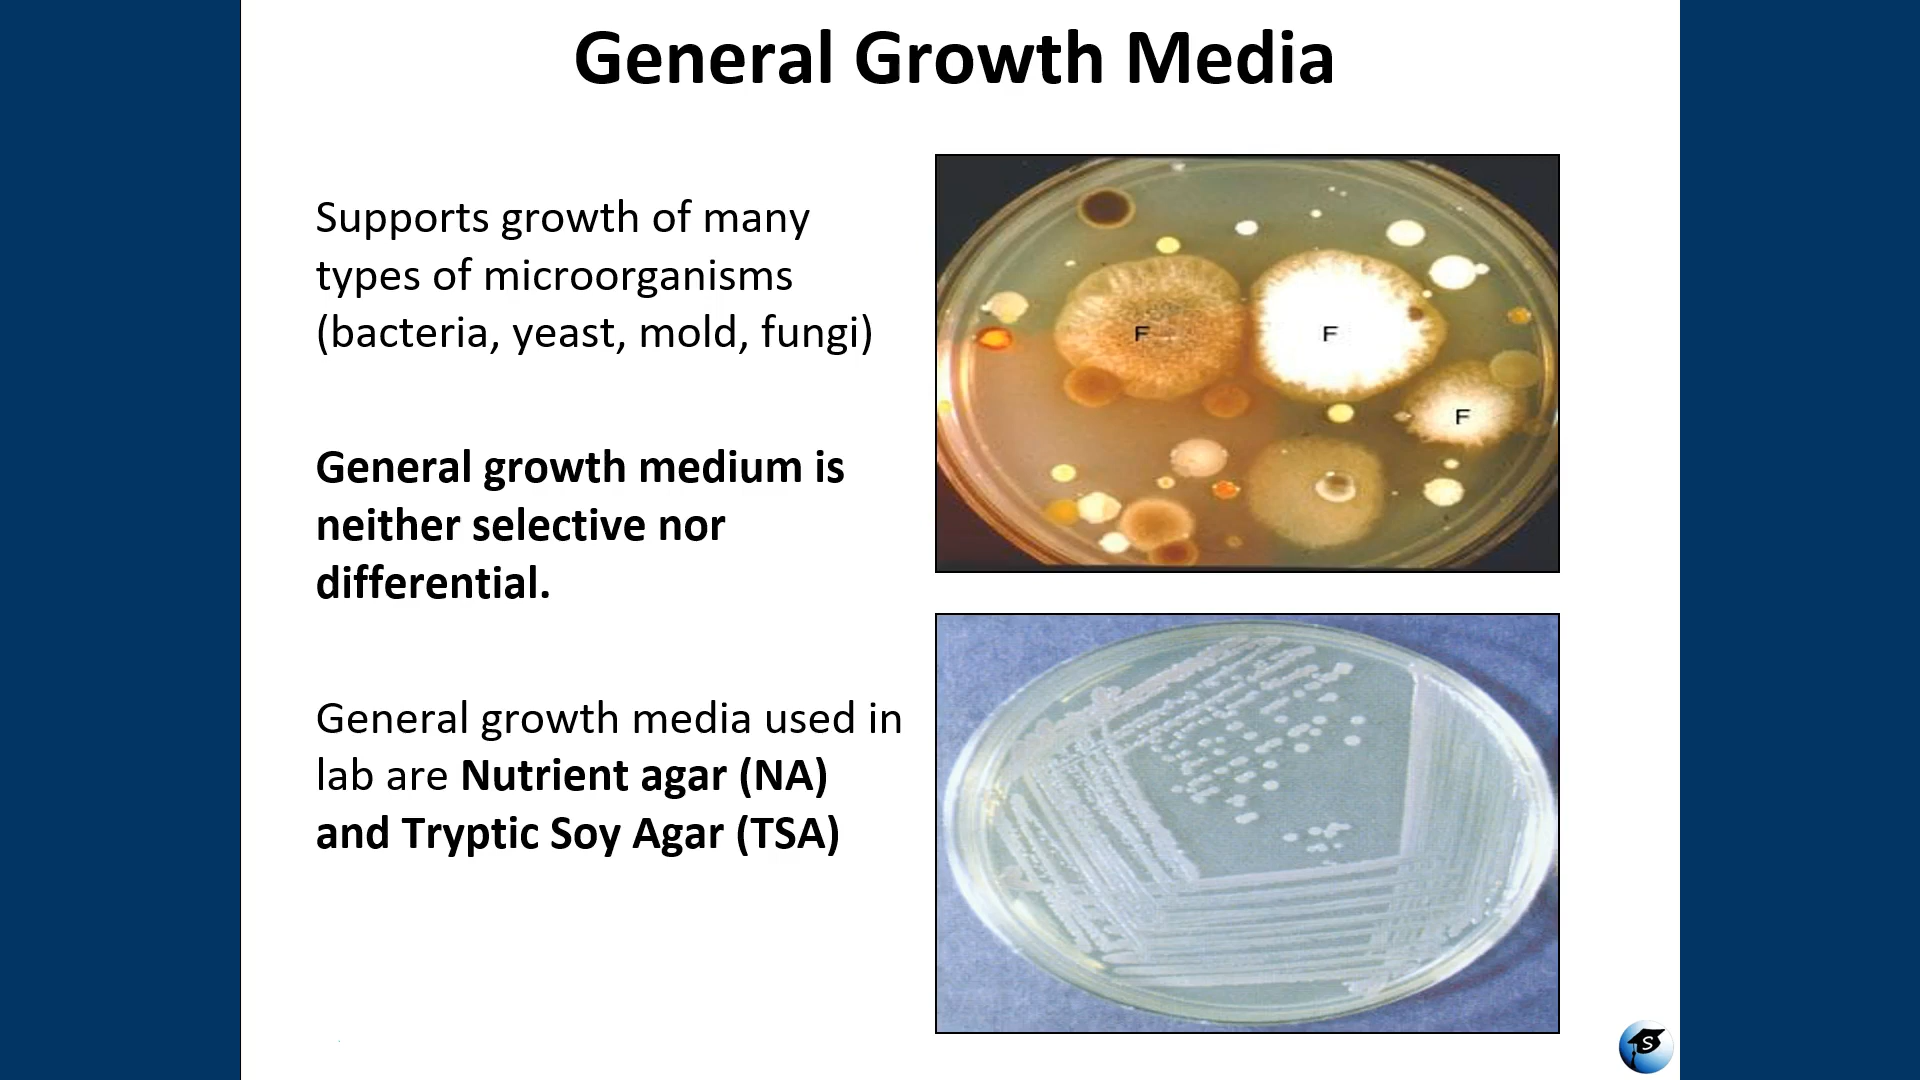 General Growth Media
Supports growth of many
types of microorganisms
(bacteria, yeast, mold, fungi)
General growth medium is
neither selective nor
differential.
General growth media used in
lab are Nutrient agar (NA)
and Tryptic Soy Agar (TSA)
F
F
F
S